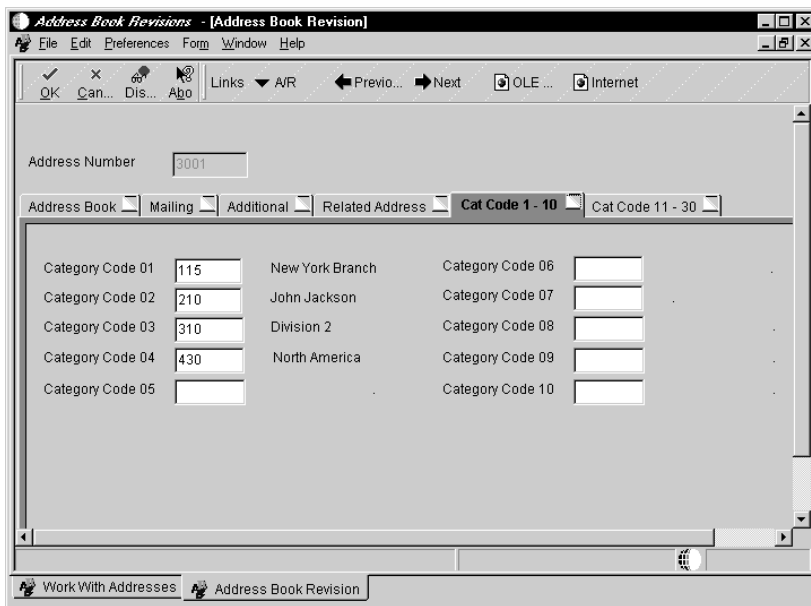 Address Book Revisions - [Address Book Revision]
File Edit Preferences Form Window Help
OK Can... Dis... Abo Links A/R Previo... Next OLE ... Internet
Address Number 3001
Address Book Mailing Additional Related Address Cat Code 1 - 10 Cat Code 11 - 30
Category Code 01 115 New York Branch Category Code 06 .
Category Code 02 210 John Jackson Category Code 07 .
Category Code 03 310 Division 2 Category Code 08 .
Category Code 04 430 North America Category Code 09 .
Category Code 05 . Category Code 10 .
Work With Addresses Address Book Revision